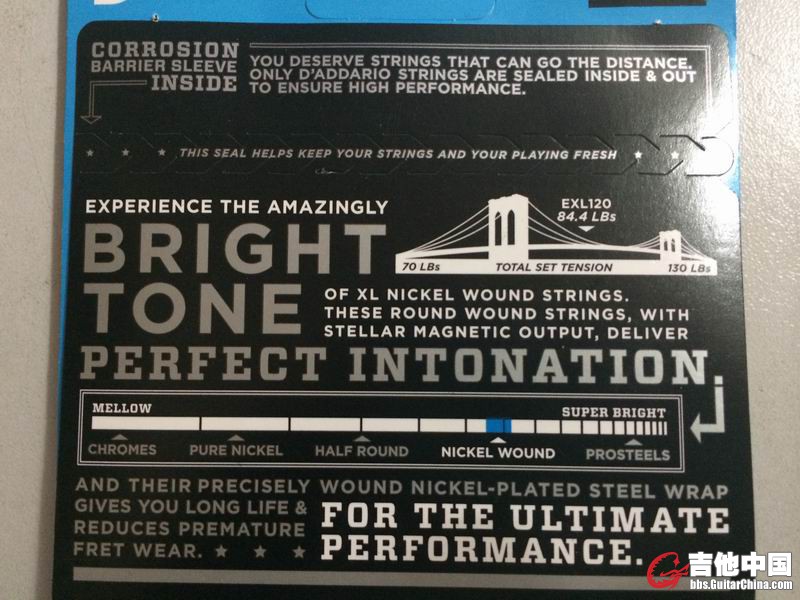 CORROSION
BARRIER SLEEVE
INSIDE
YOU DESERVE STRINGS THAT CAN GO THE DISTANCE.
ONLY D'ADDARIO STRINGS ARE SEALED INSIDE & OUT
TO ENSURE HIGH PERFORMANCE.
THIS SEAL HELPS KEEP YOUR STRINGS AND YOUR PLAYING FRESH
EXPERIENCE THE AMAZINGLY
BRIGHT
TONE
EXL120
84.4 LBs
70 LBs TOTAL SET TENSION 130 LBs
OF XL NICKEL WOUND STRINGS.
THESE ROUND WOUND STRINGS, WITH
STELLAR MAGNETIC OUTPUT, DELIVER
PERFECT INTONATION.
MELLOW SUPER BRIGHT
CHROMES PURE NICKEL HALF ROUND NICKEL WOUND PROSTEELS
AND THEIR PRECISELY WOUND NICKEL-PLATED STEEL WRAP
GIVES YOU LONG LIFE &
REDUCES PREMATURE
FRET WEAR.
FOR THE ULTIMATE
PERFORMANCE.
吉他中国
bbs.GuitarChina.com